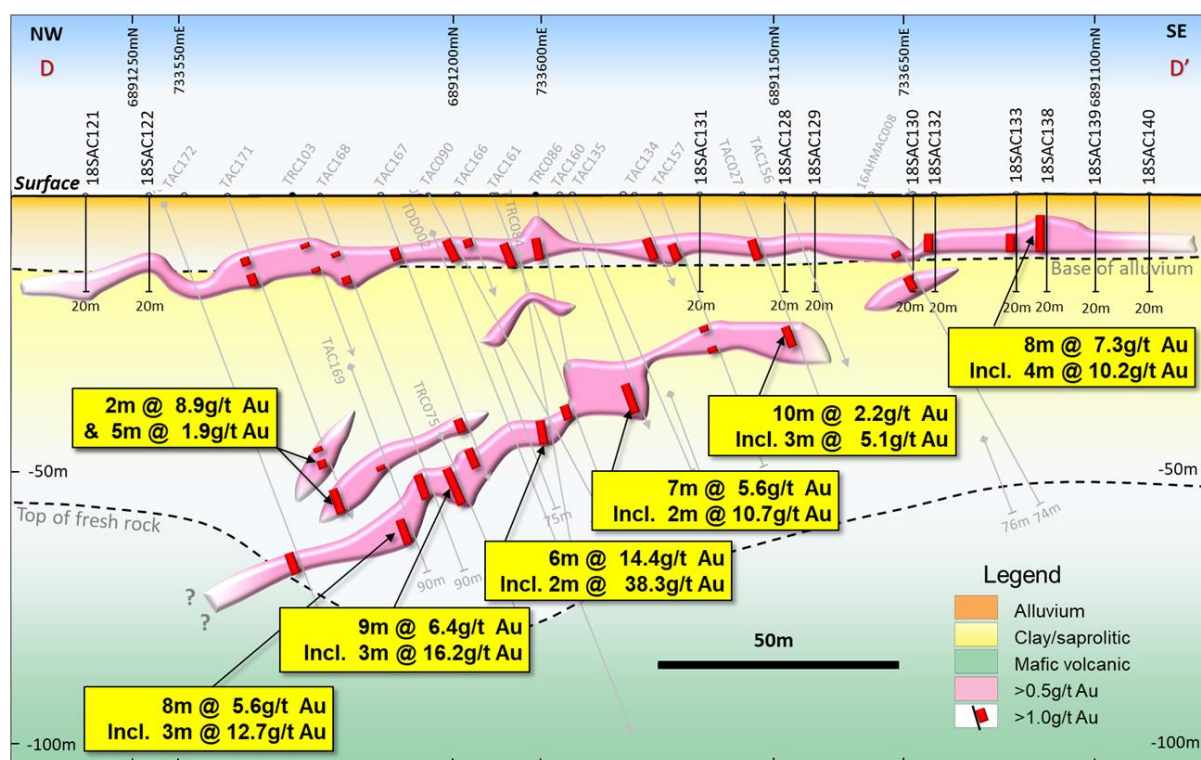 NW
SE
D
D'
6891250mN
733550mE
6891200mN
733600mE
6891150mN
733650mE
6891100mN
18SAC121
18SAC122
TAC172
TAC171
TRC103
TAC168
TAC167
TAC090
TAC166
TAC161
TRC086
TAC160
TAC135
TAC134
TAC157
18SAC131
TAC027
TAC156
18SAC128
18SAC129
16AHMAC008
18SAC130
18SAC132
18SAC133
18SAC138
18SAC139
18SAC140
Surface
TDD002
TRC084
Base of alluvium
20m
20m
20m
20m
20m
20m
20m
20m
20m
20m
20m
TAC169
TRC075
8m @ 7.3g/t Au
Incl. 4m @ 10.2g/t Au
2m @ 8.9g/t Au
& 5m @ 1.9g/t Au
10m @ 2.2g/t Au
Incl. 3m @ 5.1g/t Au
-50m
-50m
7m @ 5.6g/t Au
Incl. 2m @ 10.7g/t Au
Top of fresh rock
75m
76m
74m
90m
90m
6m @ 14.4g/t Au
Incl. 2m @ 38.3g/t Au
?
?
9m @ 6.4g/t Au
Incl. 3m @ 16.2g/t Au
50m
8m @ 5.6g/t Au
Incl. 3m @ 12.7g/t Au
Legend
Alluvium
Clay/saprolitic
Mafic volcanic
>0.5g/t Au
>1.0g/t Au
-100m
-100m